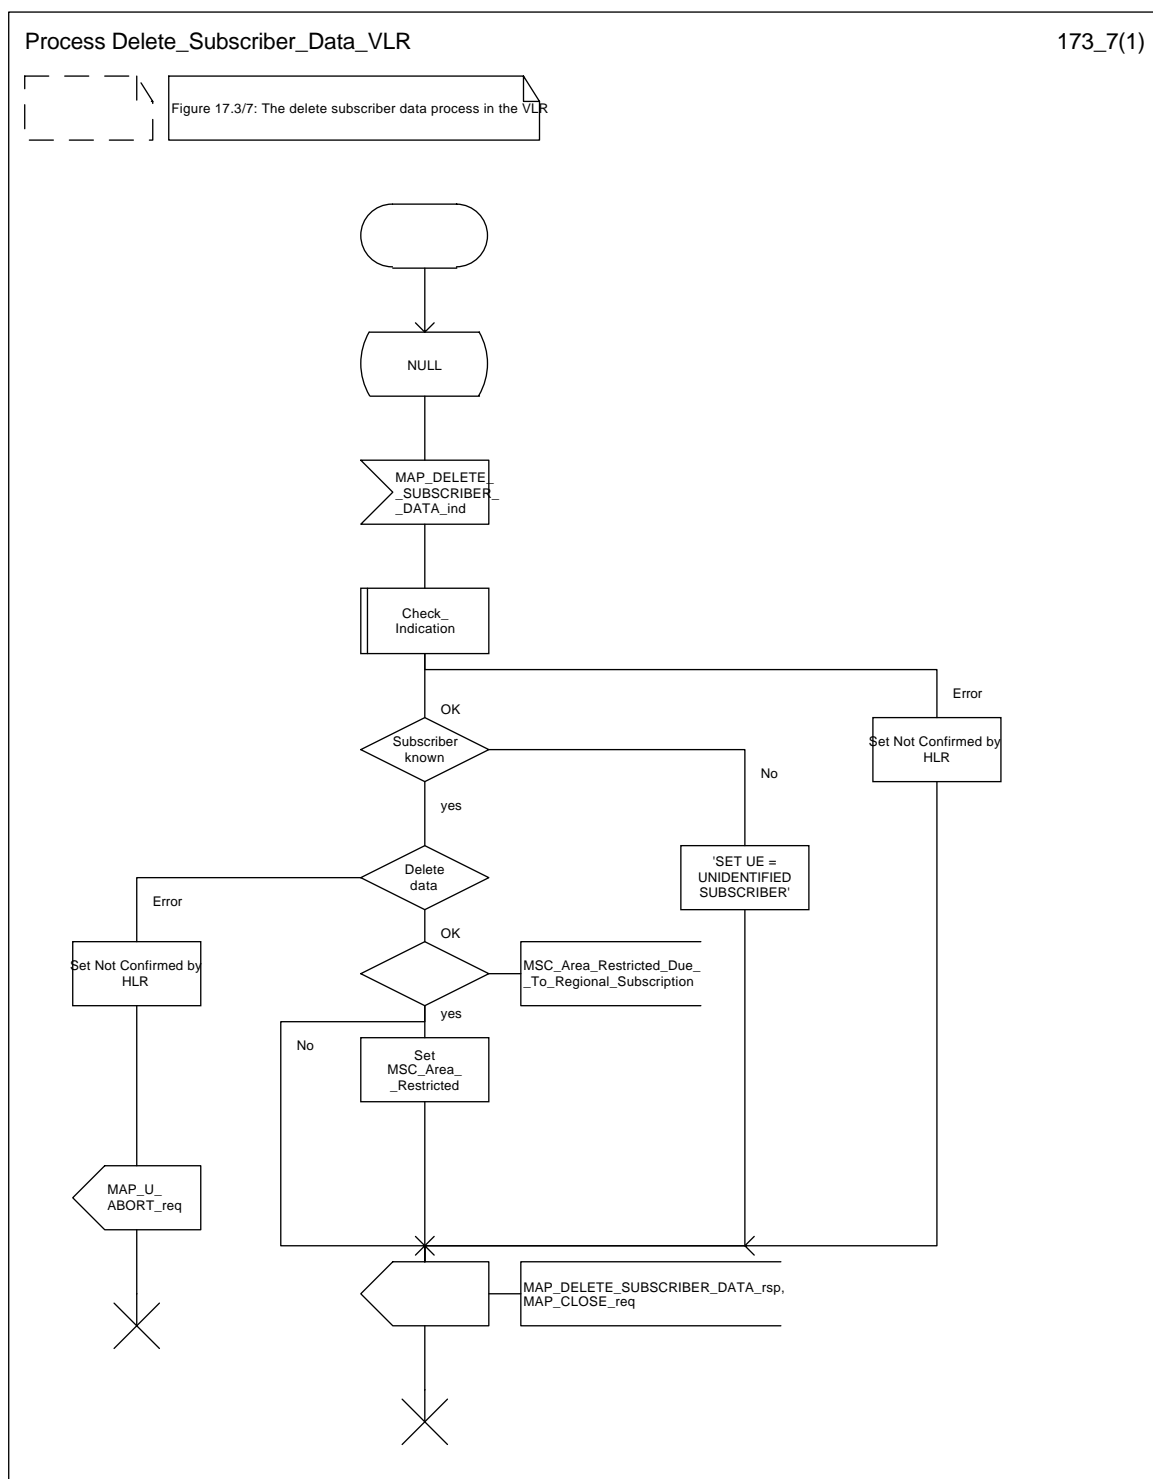 Process Delete_Subscriber_Data_VLR
173_7(1)
Figure 17.3/7: The delete subscriber data process in the VLR
NULL
MAP_DELETE_
_SUBSCRIBER_
_DATA_ind
Check_
Indication
OK
Error
Subscriber
known
Set Not Confirmed by
HLR
No
yes
Delete
data
'SET UE =
UNIDENTIFIED
SUBSCRIBER'
Error
OK
Set Not Confirmed by
HLR
MSC_Area_Restricted_Due_
_To_Regional_Subscription
yes
No
Set
MSC_Area_
_Restricted
MAP_U_
ABORT_req
MAP_DELETE_SUBSCRIBER_DATA_rsp,
MAP_CLOSE_req